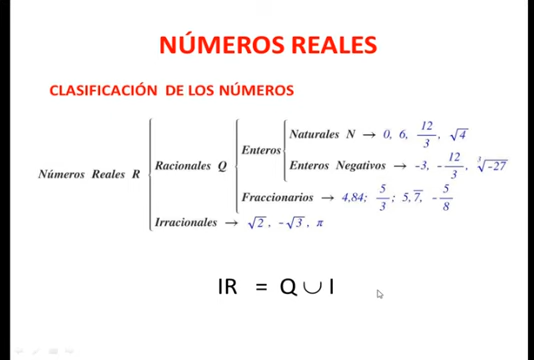 NÚMEROS REALES
CLASIFICACIÓN DE LOS NÚMEROS
Números Reales R
Racionales Q
Enteros
Naturales N → 0, 6, 12/3, √4
Enteros Negativos → -3, -12/3, ∛-27
Fraccionarios → 4,84; 5/3; 5,7̅, -5/8
Irracionales → √2, -√3, π
IR = Q ∪ I